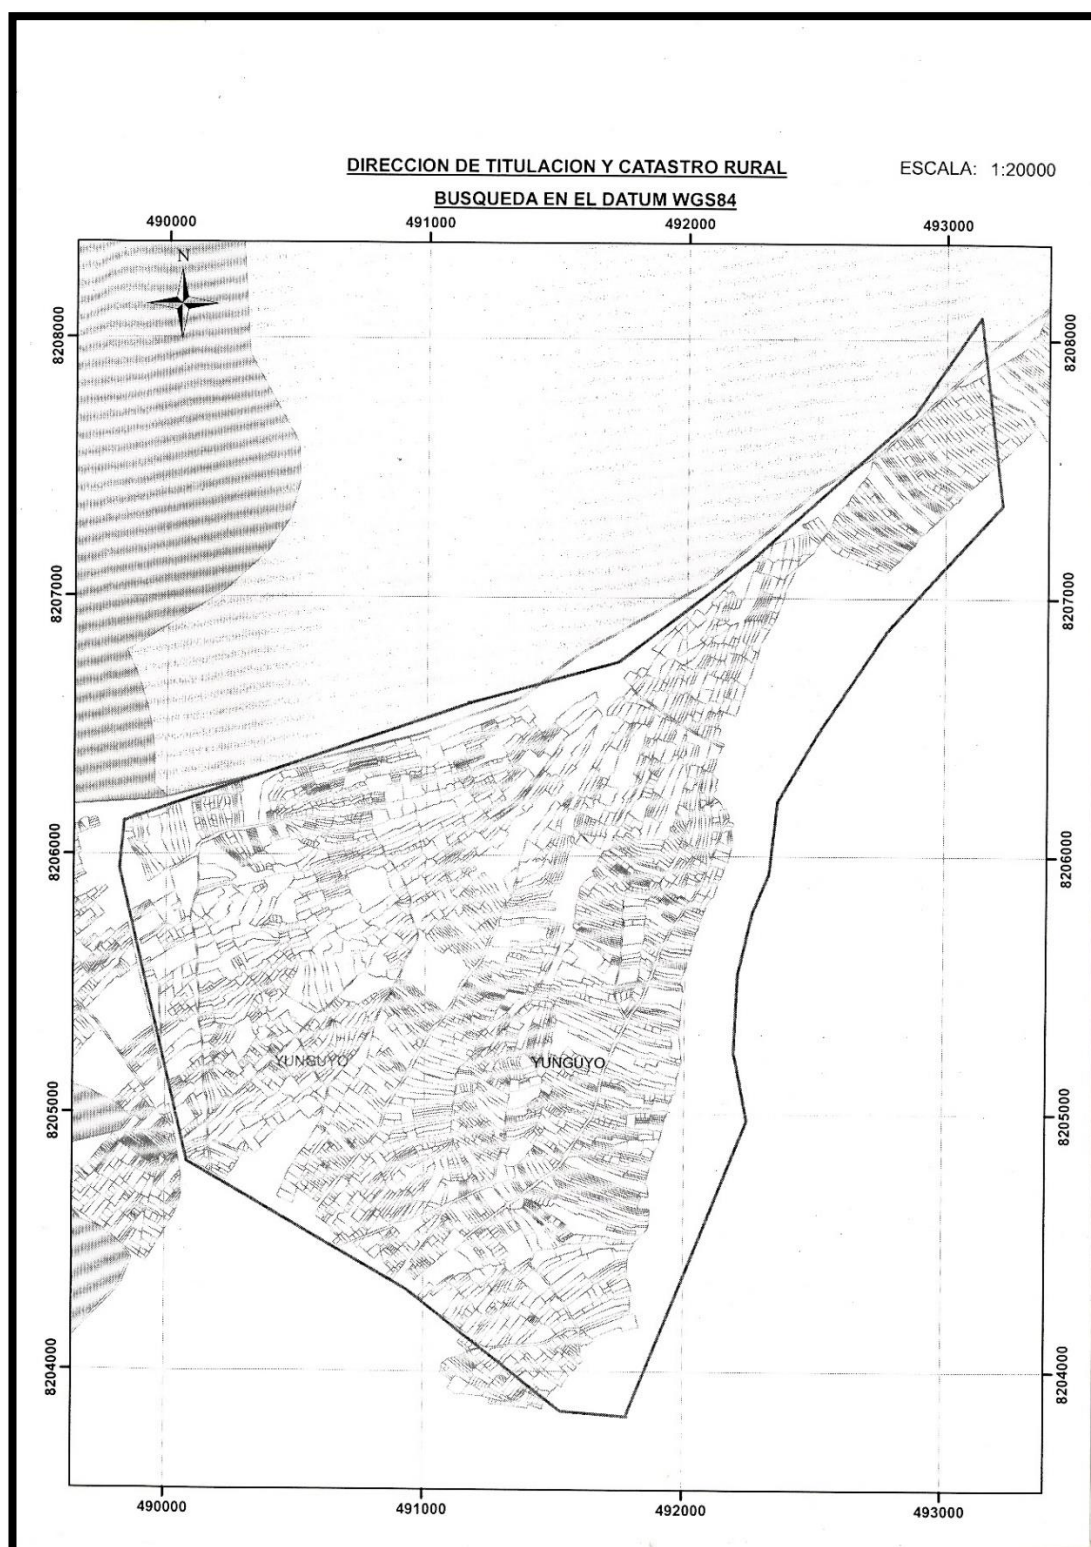 DIRECCION DE TITULACION Y CATASTRO RURAL
ESCALA: 1:20000
BUSQUEDA EN EL DATUM WGS84
490000 491000 492000 493000
N
8208000 8208000
8207000 8207000
8206000 8206000
YUNGUYO YUNGUYO
8205000 8205000
8204000 8204000
490000 491000 492000 493000